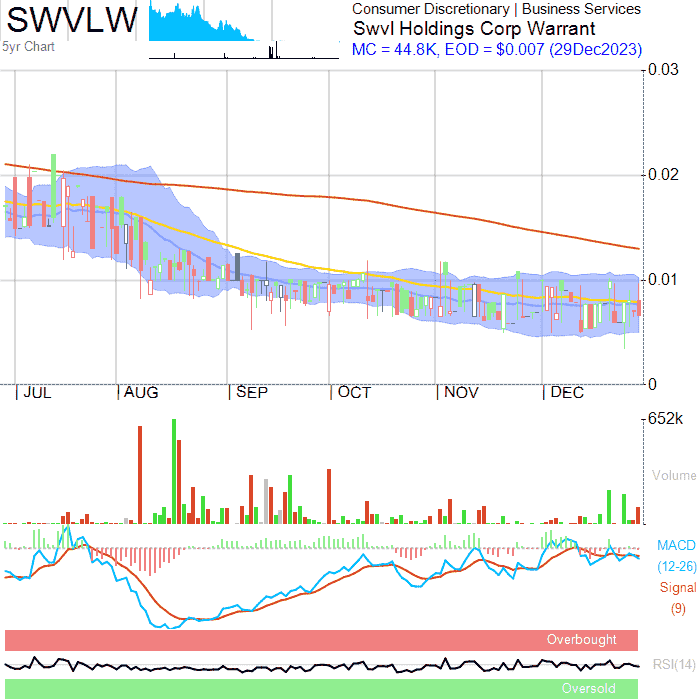 SWVLW
5yr Chart
Consumer Discretionary | Business Services
Swvl Holdings Corp Warrant
MC = 44.8K, EOD = $0.007 (29Dec2023)
0.03
0.02
0.01
0
JUL AUG SEP OCT NOV DEC
652k
Volume
MACD
(12-26)
Signal
(9)
Overbought
RSI(14)
Oversold